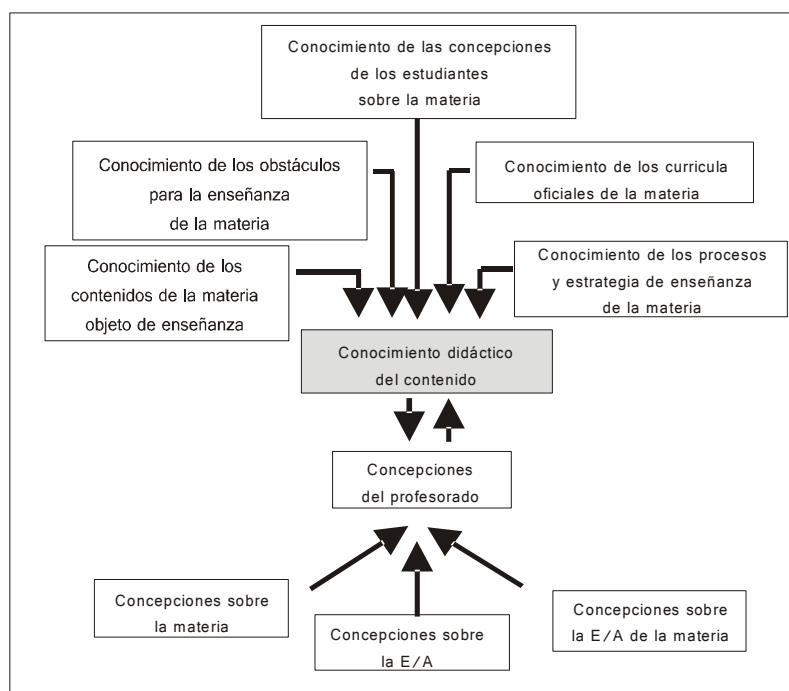 Conocimiento de las concepciones
de los estudiantes
sobre la materia
Conocimiento de los obstáculos
para la enseñanza
de la materia
Conocimiento de los curricula
oficiales de la materia
Conocimiento de los
contenidos de la materia
objeto de enseñanza
Conocimiento de los procesos
y estrategia de enseñanza
de la materia
Conocimiento didáctico
del contenido
Concepciones
del profesorado
Concepciones sobre
la materia
Concepciones sobre
la E/A
Concepciones sobre
la E/A de la materia